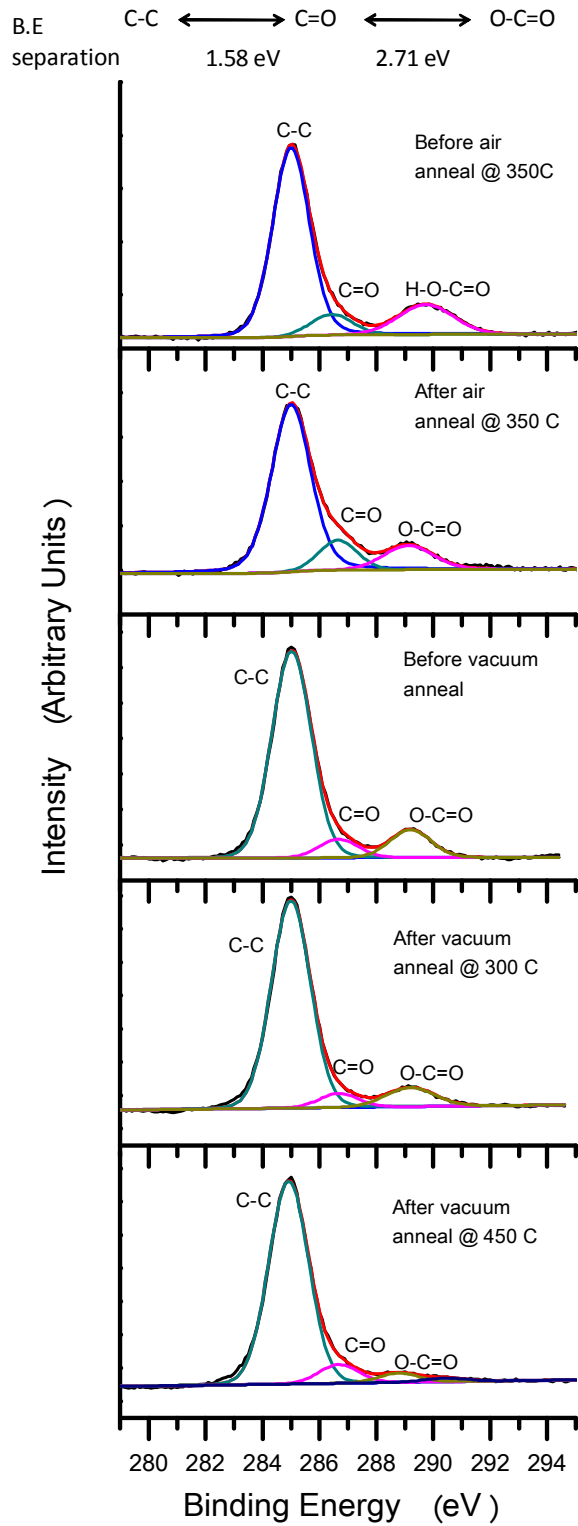 B.E C-C C=O O-C=O
separation 1.58 eV 2.71 eV
C-C
Before air
anneal @ 350C
C=O H-O-C=O
C-C
After air
anneal @ 350 C
C=O O-C=O
Before vacuum
anneal
C-C
C=O O-C=O
After vacuum
anneal @ 300 C
C-C
C=O O-C=O
After vacuum
anneal @ 450 C
C-C
C=O O-C=O
Intensity (Arbitrary Units)
280 282 284 286 288 290 292 294
Binding Energy (eV)